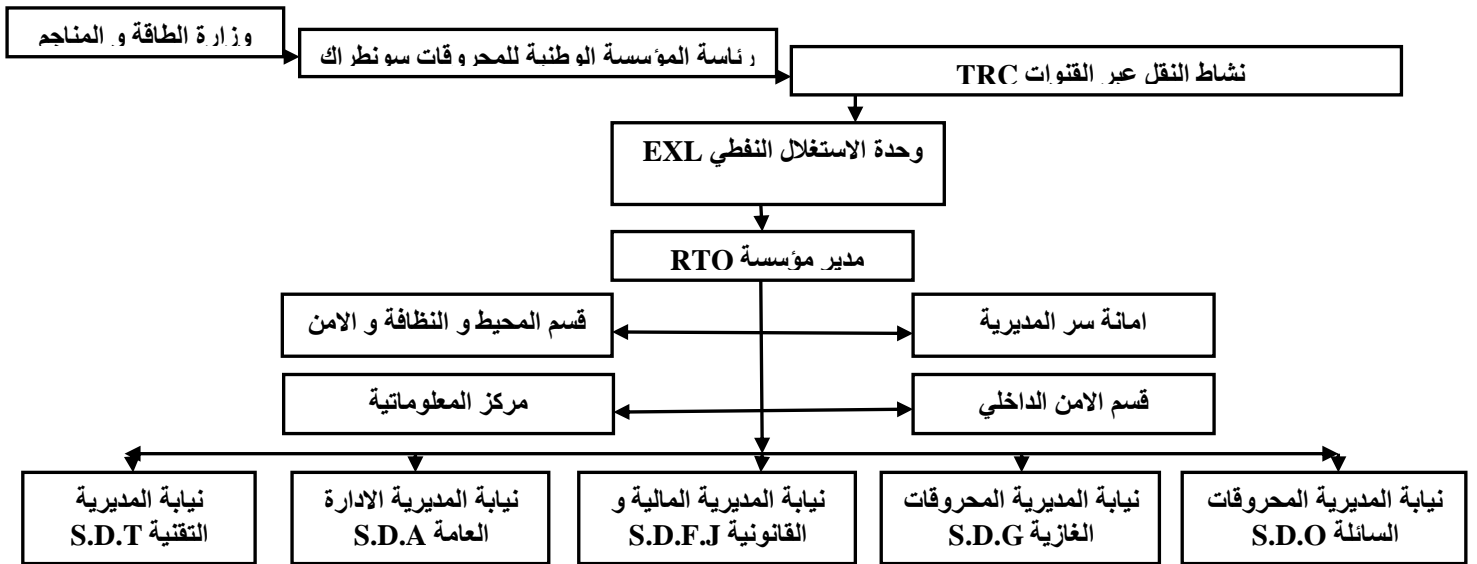 وزارة الطاقة و المناجم
رئاسة المؤسسة الوطنية للمحروقات سونطراك
نشاط النقل عبر القنوات TRC
وحدة الاستغلال النفطي EXL
مدير مؤسسة RTO
امانة سر المديرية
قسم المحيط و النظافة و الامن
قسم الامن الداخلي
مركز المعلوماتية
نيابة المديرية المحروقات
السائلة S.D.O
نيابة المديرية المحروقات
الغازية S.D.G
نيابة المديرية المالية و
القانونية S.D.F.J
نيابة المديرية الادارة
العامة S.D.A
نيابة المديرية
التقنية S.D.T